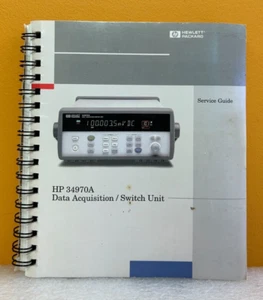 HEWLETT
PACKARD
Service Guide
HP 34970A
Data Acquisition / Switch Unit